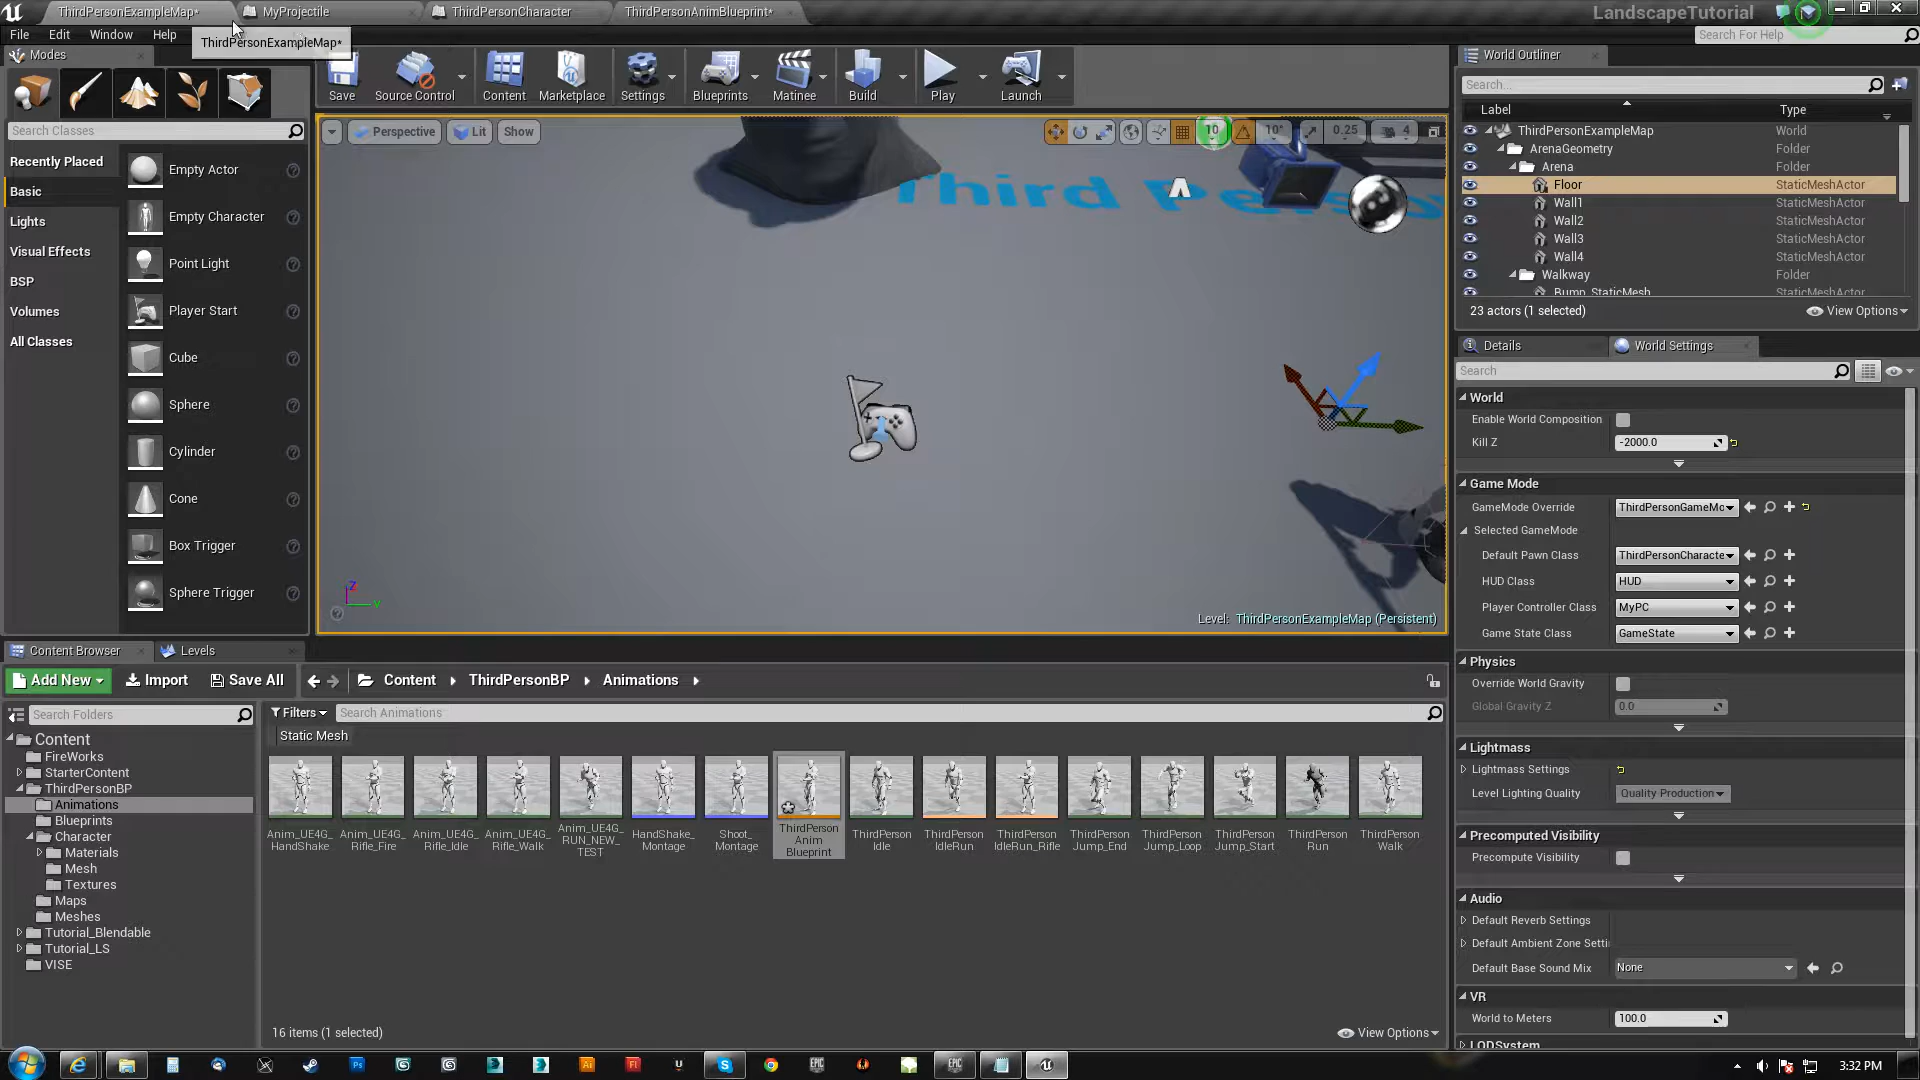 ThirdPersonExampleMap*
MyProjectile
ThirdPersonCharacter
ThirdPersonAnimBlueprint*
LandscapeTutorial
File Edit Window Help
ThirdPersonExampleMap*
Search For Help
Modes
Save
Source Control
Content
Marketplace
Settings
Blueprints
Matinee
Build
Play
Launch
Search Classes
Recently Placed
Basic
Lights
Visual Effects
BSP
Volumes
All Classes
Empty Actor
Empty Character
Point Light
Player Start
Cube
Sphere
Cylinder
Cone
Box Trigger
Sphere Trigger
Perspective
Lit
Show
10
10°
0.25
4
Third Perso
Z
Y
Level: ThirdPersonExampleMap (Persistent)
World Outliner
Search...
Label Type
ThirdPersonExampleMap World
ArenaGeometry Folder
Arena Folder
Floor StaticMeshActor
Wall1 StaticMeshActor
Wall2 StaticMeshActor
Wall3 StaticMeshActor
Wall4 StaticMeshActor
Walkway Folder
Bump_StaticMesh StaticMeshActor
23 actors (1 selected)
View Options
Details
World Settings
Search
World
Enable World Composition
Kill Z -2000.0
Game Mode
GameMode Override ThirdPersonGameMo
Selected GameMode
Default Pawn Class ThirdPersonCharacte
HUD Class HUD
Player Controller Class MyPC
Game State Class GameState
Physics
Override World Gravity
Global Gravity Z 0.0
Lightmass
Lightmass Settings
Level Lighting Quality Quality Production
Precomputed Visibility
Precompute Visibility
Audio
Default Reverb Settings
Default Ambient Zone Setti
Default Base Sound Mix None
VR
World to Meters 100.0
LODSystem
Content Browser
Levels
Add New
Import
Save All
Content
ThirdPersonBP
Animations
Search Folders
Filters
Search Animations
Static Mesh
Content
FireWorks
StarterContent
ThirdPersonBP
Animations
Blueprints
Character
Materials
Mesh
Textures
Maps
Meshes
Tutorial_Blendable
Tutorial_LS
VISE
Anim_UE4G_
HandShake
Anim_UE4G_
Rifle_Fire
Anim_UE4G_
Rifle_Idle
Anim_UE4G_
Rifle_Walk
Anim_UE4G_
RUN_NEW_
TEST
HandShake_
Montage
Shoot_
Montage
ThirdPerson
Anim
Blueprint
ThirdPerson
Idle
ThirdPerson
IdleRun
ThirdPerson
IdleRun_Rifle
ThirdPerson
Jump_End
ThirdPerson
Jump_Loop
ThirdPerson
Jump_Start
ThirdPerson
Run
ThirdPerson
Walk
16 items (1 selected)
View Options
3:32 PM